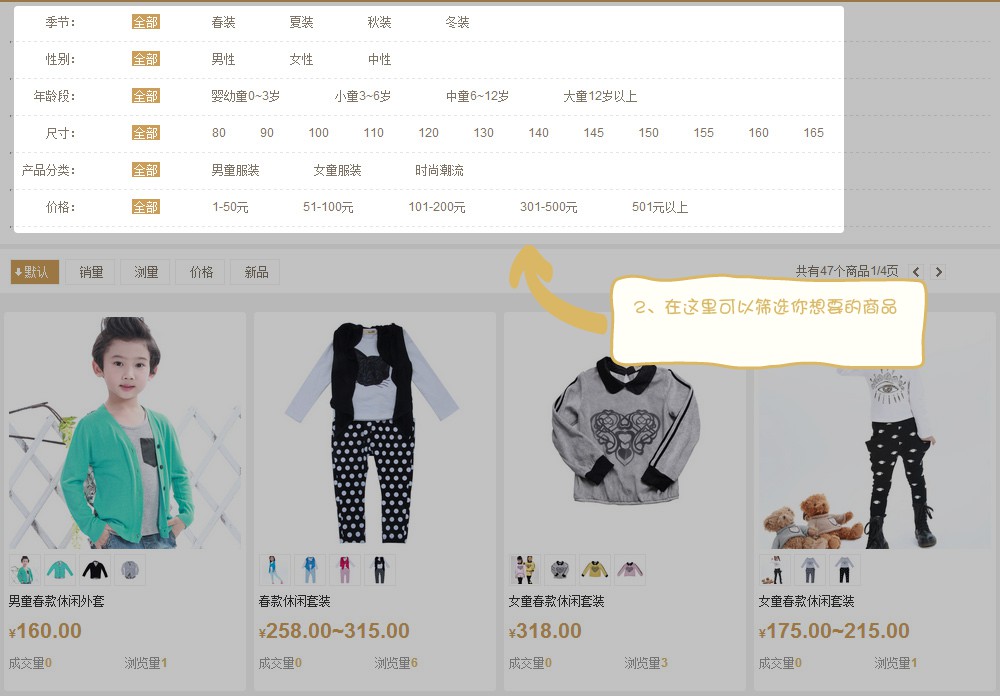 季节： 全部 春装 夏装 秋装 冬装
性别： 全部 男性 女性 中性
年龄段： 全部 婴幼童0~3岁 小童3~6岁 中童6~12岁 大童12岁以上
尺寸： 全部 80 90 100 110 120 130 140 145 150 155 160 165
产品分类： 全部 男童服装 女童服装 时尚潮流
价格： 全部 1-50元 51-100元 101-200元 301-500元 501元以上
默认 销量 测量 价格 新品 共有47个商品1/4页
2、在这里可以筛选你想要的商品
男童春款休闲外套 春款休闲套装 女童春款休闲套装 女童春款休闲套装
¥160.00 ¥258.00~315.00 ¥318.00 ¥175.00~215.00
成交量0 浏览量1 成交量0 浏览量6 成交量0 浏览量3 成交量0 浏览量1